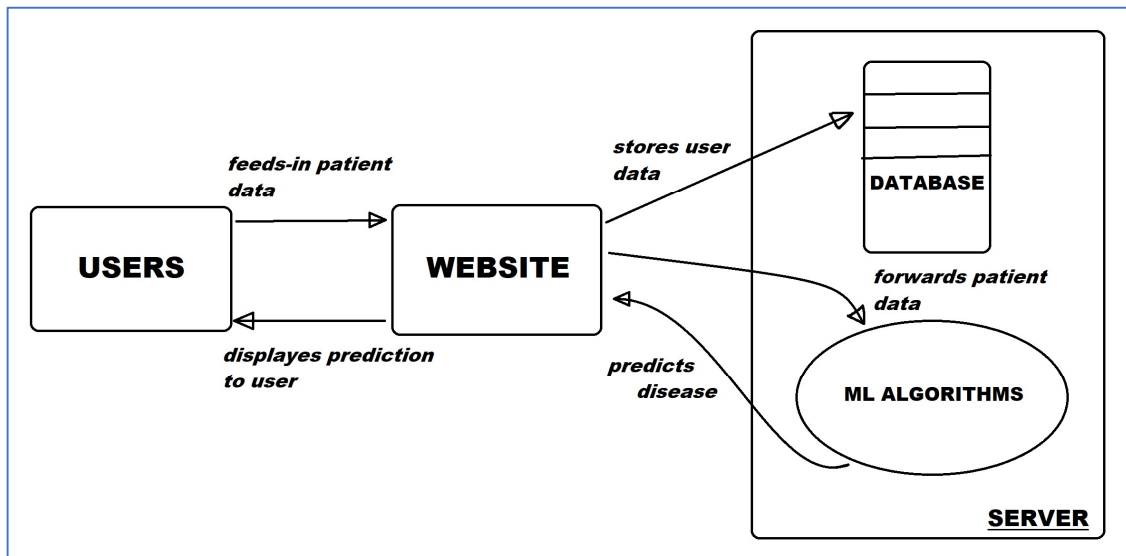 feeds-in patient
data
USERS
WEBSITE
displayes prediction
to user
stores user
data
DATABASE
forwards patient
data
predicts
disease
ML ALGORITHMS
SERVER